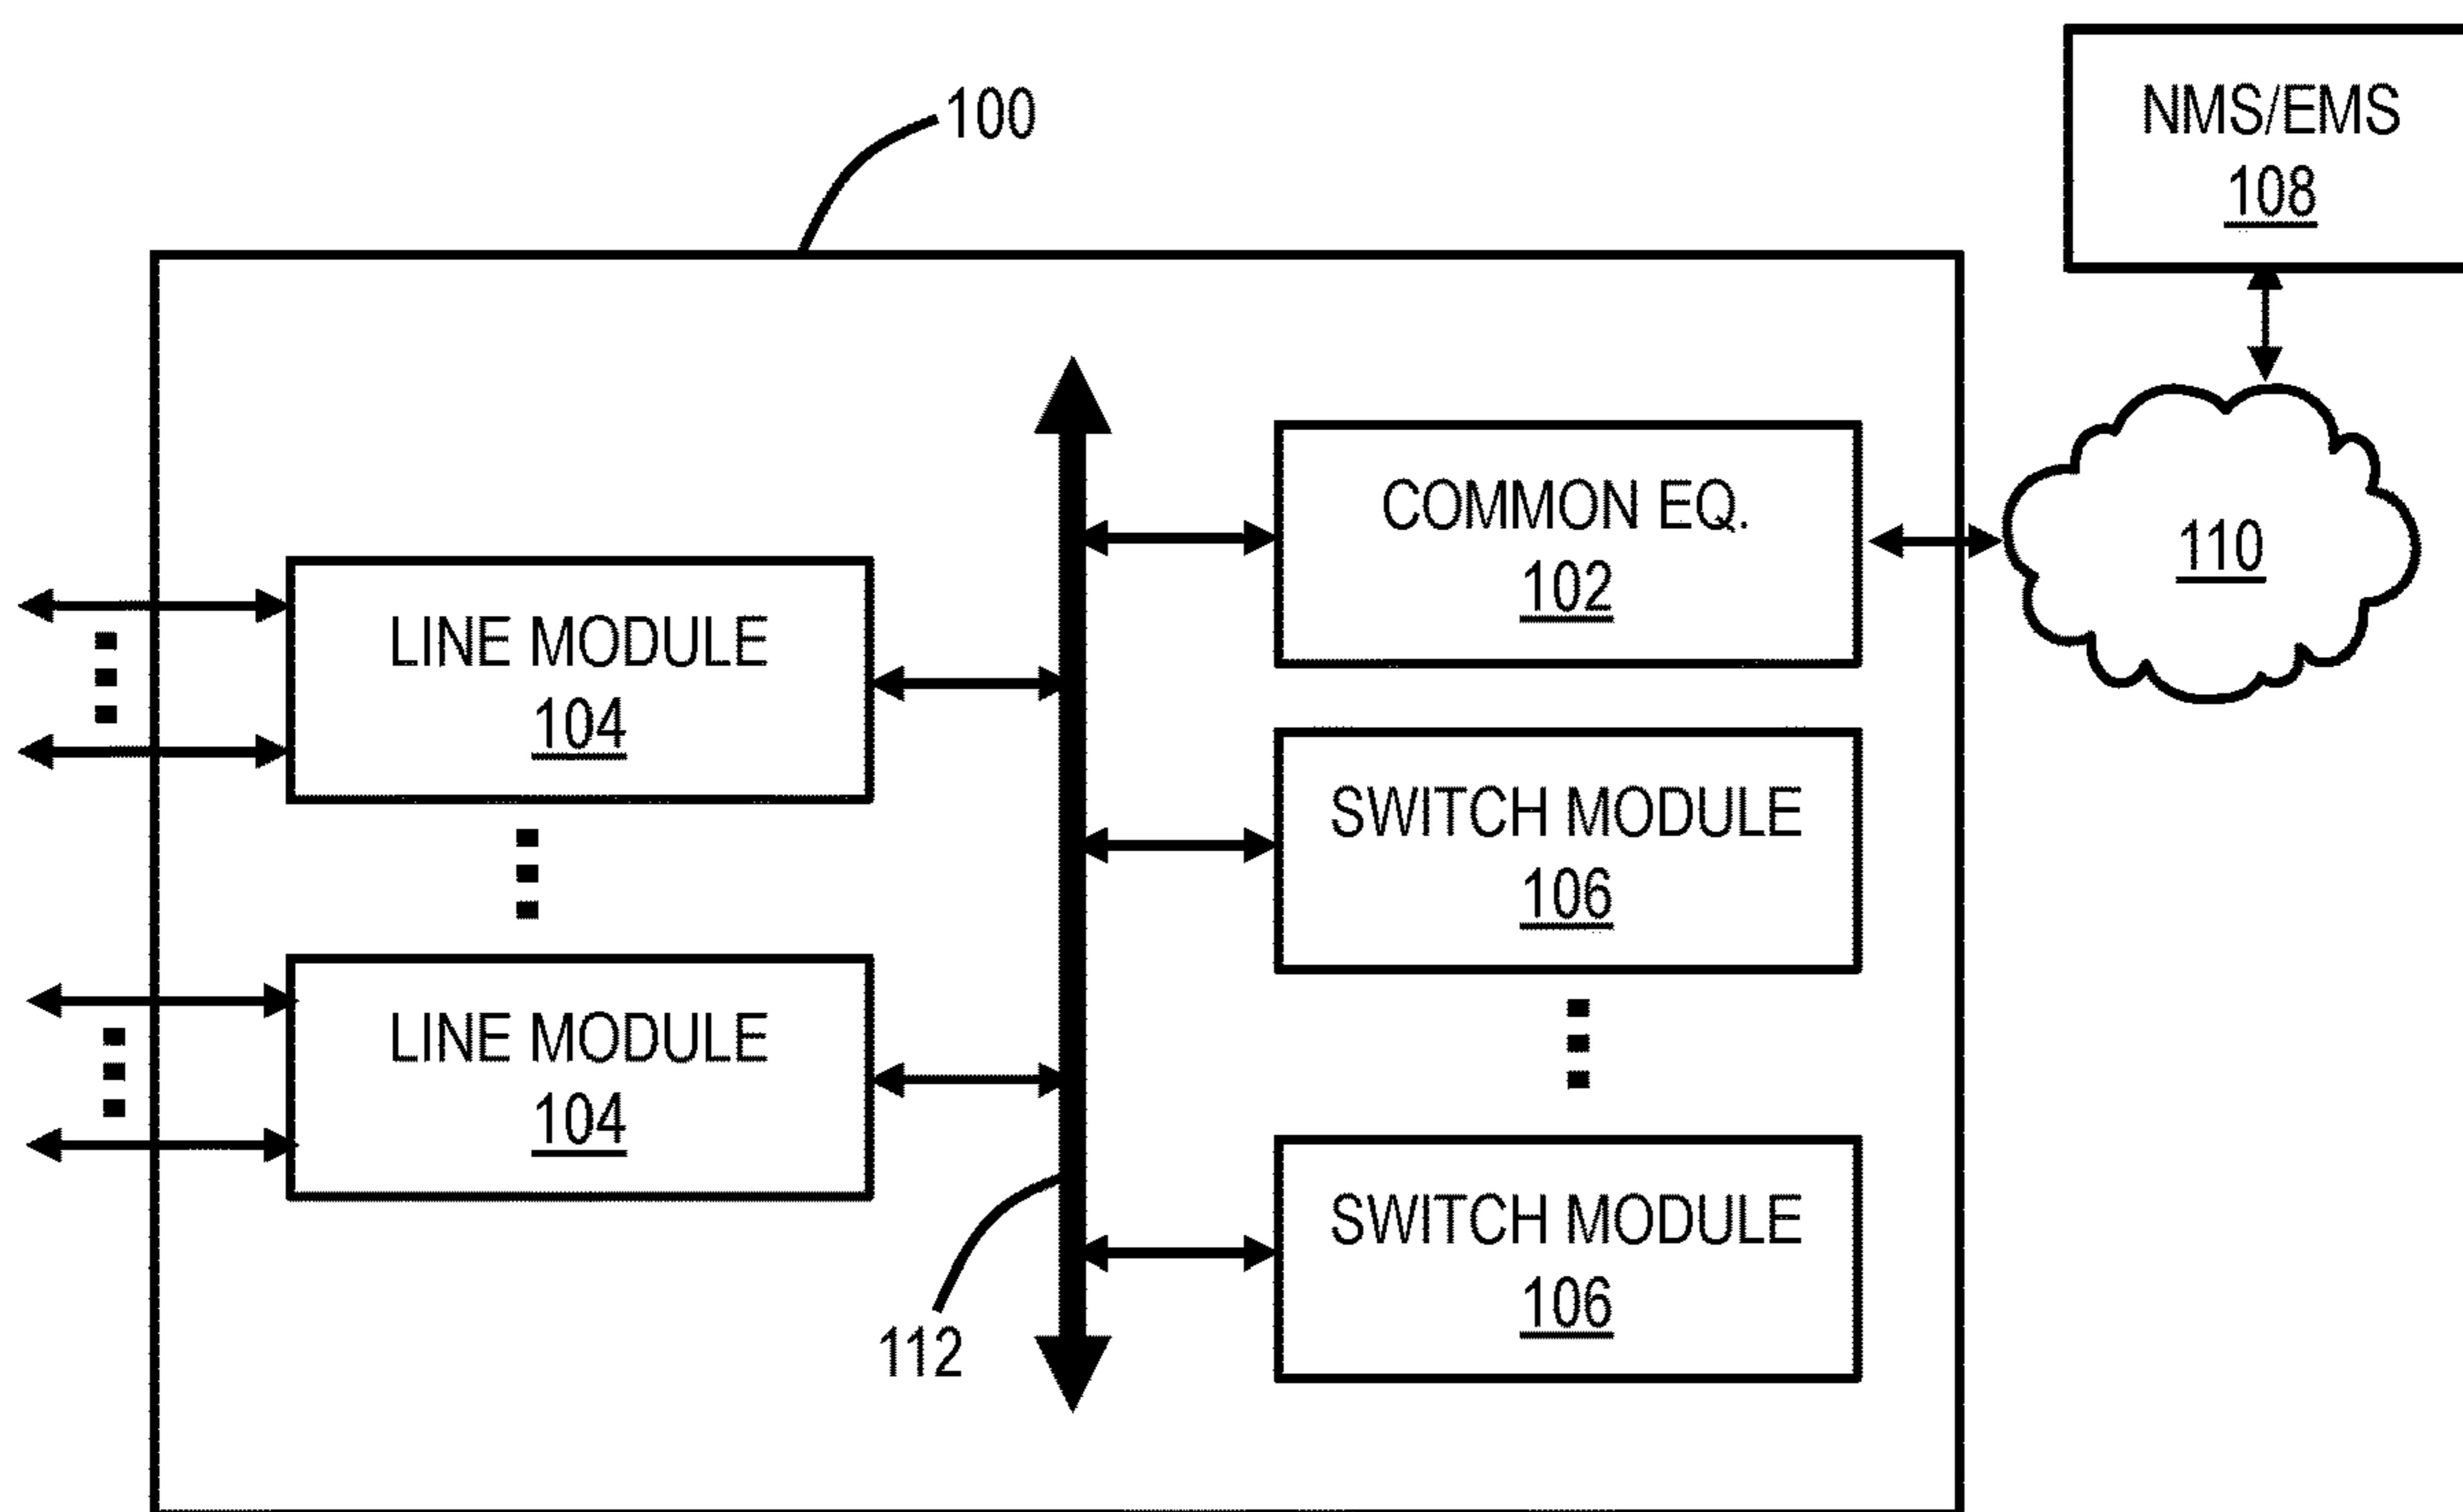 100
NMS/EMS
108
COMMON EQ.
102
110
LINE MODULE
104
SWITCH MODULE
106
LINE MODULE
104
SWITCH MODULE
106
112